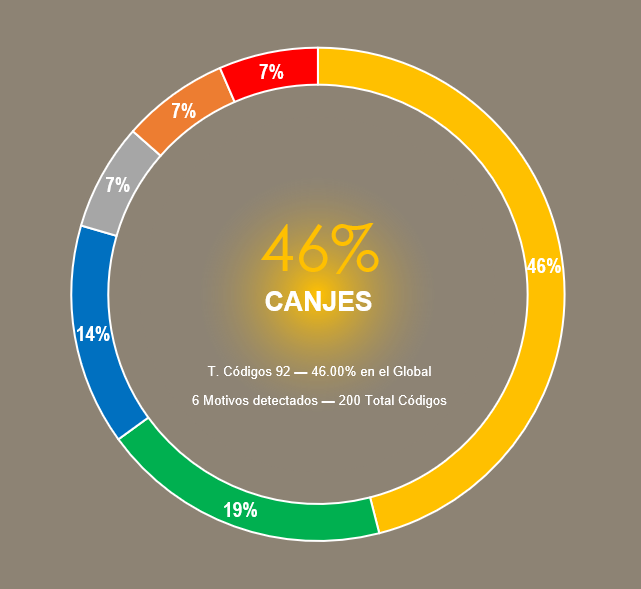 7%
7%
7%
46%
46%
CANJES
14%
T. Códigos 92 — 46.00% en el Global
6 Motivos detectados — 200 Total Códigos
19%